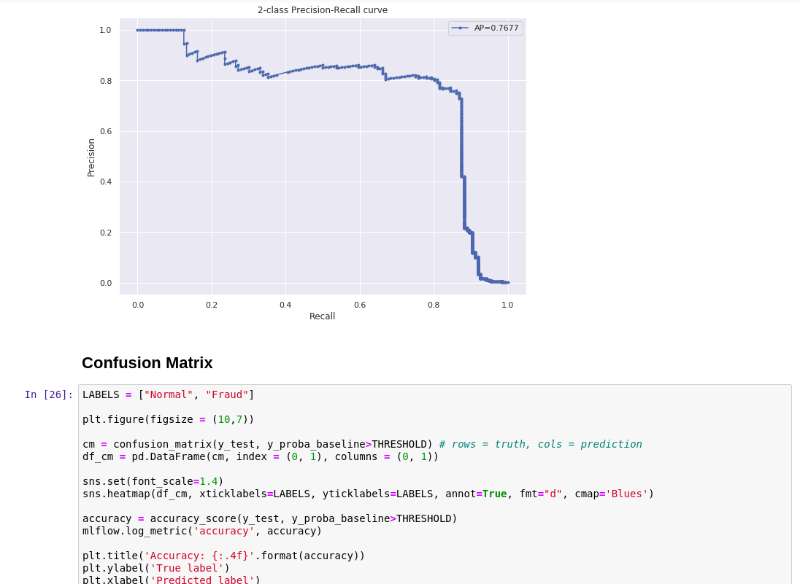 2-class Precision-Recall curve
AP=0.7677
1.0
0.8
0.6
0.4
0.2
0.0
Precision
0.0 0.2 0.4 0.6 0.8 1.0
Recall
Confusion Matrix
In [26]:
LABELS = ["Normal", "Fraud"]
plt.figure(figsize = (10,7))
cm = confusion_matrix(y_test, y_proba_baseline>THRESHOLD) # rows = truth, cols = prediction
df_cm = pd.DataFrame(cm, index = (0, 1), columns = (0, 1))
sns.set(font_scale=1.4)
sns.heatmap(df_cm, xticklabels=LABELS, yticklabels=LABELS, annot=True, fmt="d", cmap='Blues')
accuracy = accuracy_score(y_test, y_proba_baseline>THRESHOLD)
mlflow.log_metric('accuracy', accuracy)
plt.title('Accuracy: {:.4f}'.format(accuracy))
plt.ylabel('True label')
plt.xlabel('Predicted label')